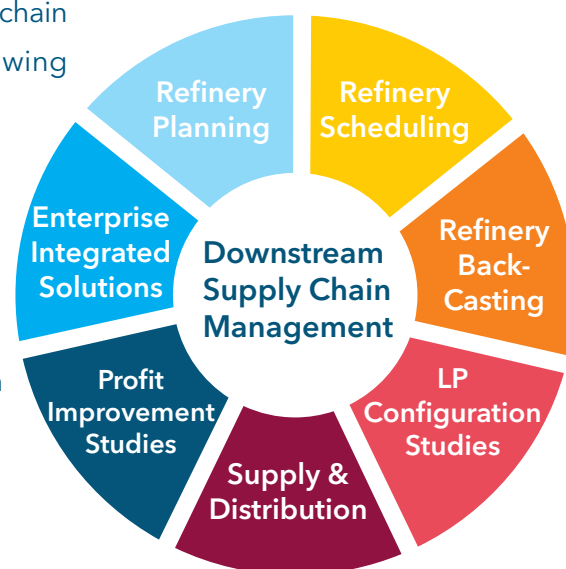 chain
wing
Refinery
Planning
Refinery
Scheduling
Enterprise
Integrated
Solutions
Downstream
Supply Chain
Management
Refinery
Back-
Casting
Profit
Improvement
Studies
LP
Configuration
Studies
Supply &
Distribution